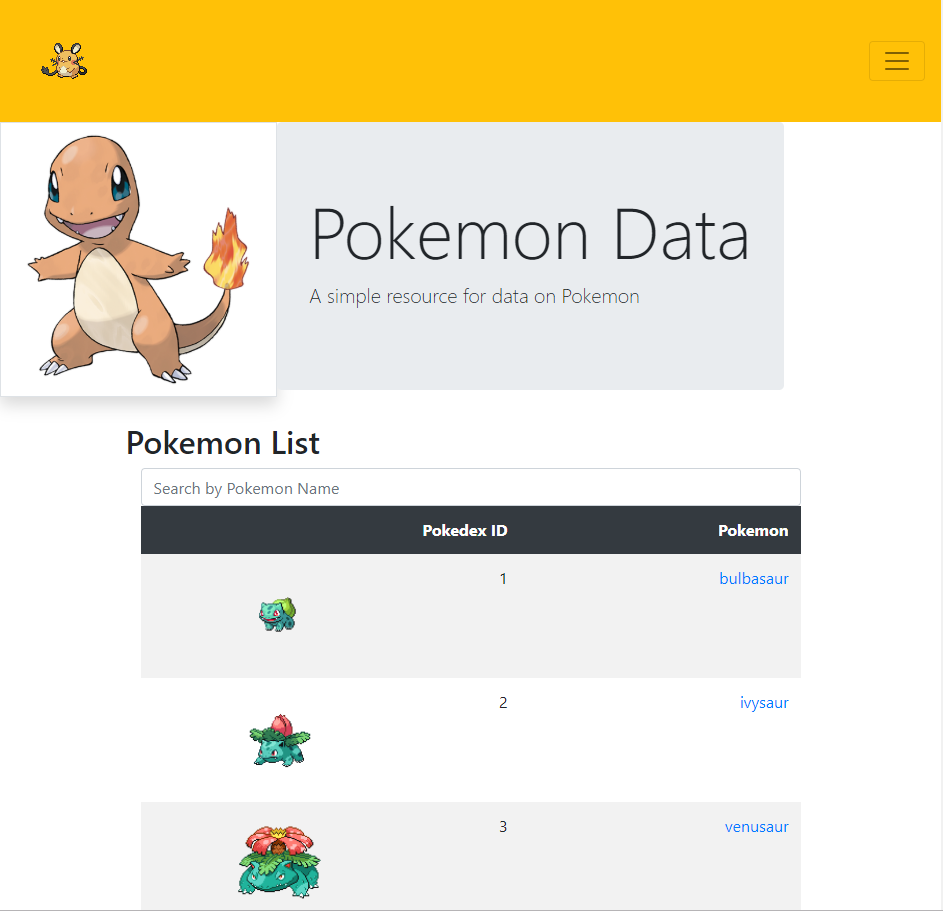 Pokemon Data
A simple resource for data on Pokemon
Pokemon List
Search by Pokemon Name
Pokedex ID Pokemon
1 bulbasaur
2 ivysaur
3 venusaur